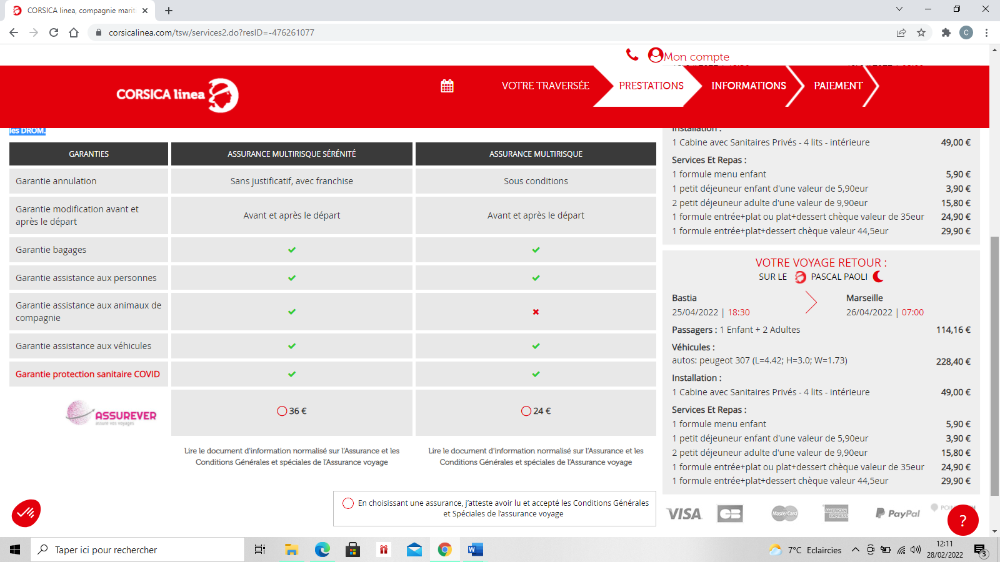 CORSICA linea, compagnie marit
corsicalinea.com/tsw/services2.do?resID=-476261077
C
Mon compte
CORSICA linea
VOTRE TRAVERSÉE
PRESTATIONS
INFORMATIONS
PAIEMENT
les DROM.
GARANTIES
ASSURANCE MULTIRISQUE SÉRÉNITÉ
ASSURANCE MULTIRISQUE
Garantie annulation
Sans justificatif, avec franchise
Sous conditions
Garantie modification avant et
après le départ
Avant et après le départ
Avant et après le départ
Garantie bagages
Garantie assistance aux personnes
Garantie assistance aux animaux de
compagnie
Garantie assistance aux véhicules
Garantie protection sanitaire COVID
ASSUREVER
assure vos voyages
36 €
24 €
Lire le document d'information normalisé sur l'Assurance et les
Conditions Générales et spéciales de l'Assurance voyage
Lire le document d'information normalisé sur l'Assurance et les
Conditions Générales et spéciales de l'Assurance voyage
En choisissant une assurance, j'atteste avoir lu et accepté les Conditions Générales
et Spéciales de l'assurance voyage
Installation :
1 Cabine avec Sanitaires Privés - 4 lits - intérieure 49,00 €
Services Et Repas :
1 formule menu enfant 5,90 €
1 petit déjeuner enfant d'une valeur de 5,90eur 3,90 €
2 petit déjeuner adulte d'une valeur de 9,90eur 15,80 €
1 formule entrée+plat ou plat+dessert chèque valeur de 35eur 24,90 €
1 formule entrée+plat+dessert chèque valeur 44,5eur 29,90 €
VOTRE VOYAGE RETOUR :
SUR LE PASCAL PAOLI
Bastia Marseille
25/04/2022 | 18:30 26/04/2022 | 07:00
Passagers : 1 Enfant + 2 Adultes 114,16 €
Véhicules :
autos: peugeot 307 (L=4.42; H=3.0; W=1.73) 228,40 €
Installation :
1 Cabine avec Sanitaires Privés - 4 lits - intérieure 49,00 €
Services Et Repas :
1 formule menu enfant 5,90 €
1 petit déjeuner enfant d'une valeur de 5,90eur 3,90 €
2 petit déjeuner adulte d'une valeur de 9,90eur 15,80 €
1 formule entrée+plat ou plat+dessert chèque valeur de 35eur 24,90 €
1 formule entrée+plat+dessert chèque valeur 44,5eur 29,90 €
VISA CB MasterCard AMERICAN EXPRESS PayPal
?
Taper ici pour rechercher
W
7°C Eclaircies
12:11
28/02/2022
3